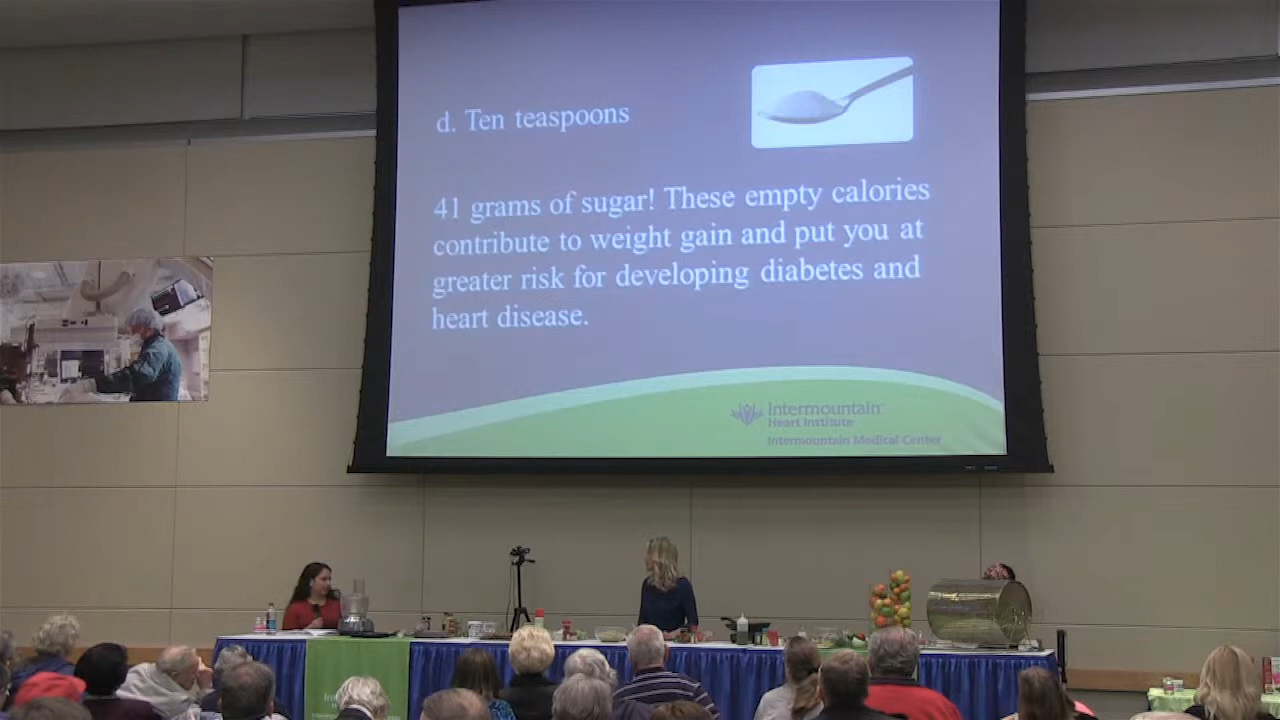 d. Ten teaspoons
41 grams of sugar! These empty calories
contribute to weight gain and put you at
greater risk for developing diabetes and
heart disease.
Intermountain™
Heart Institute
Intermountain Medical Center